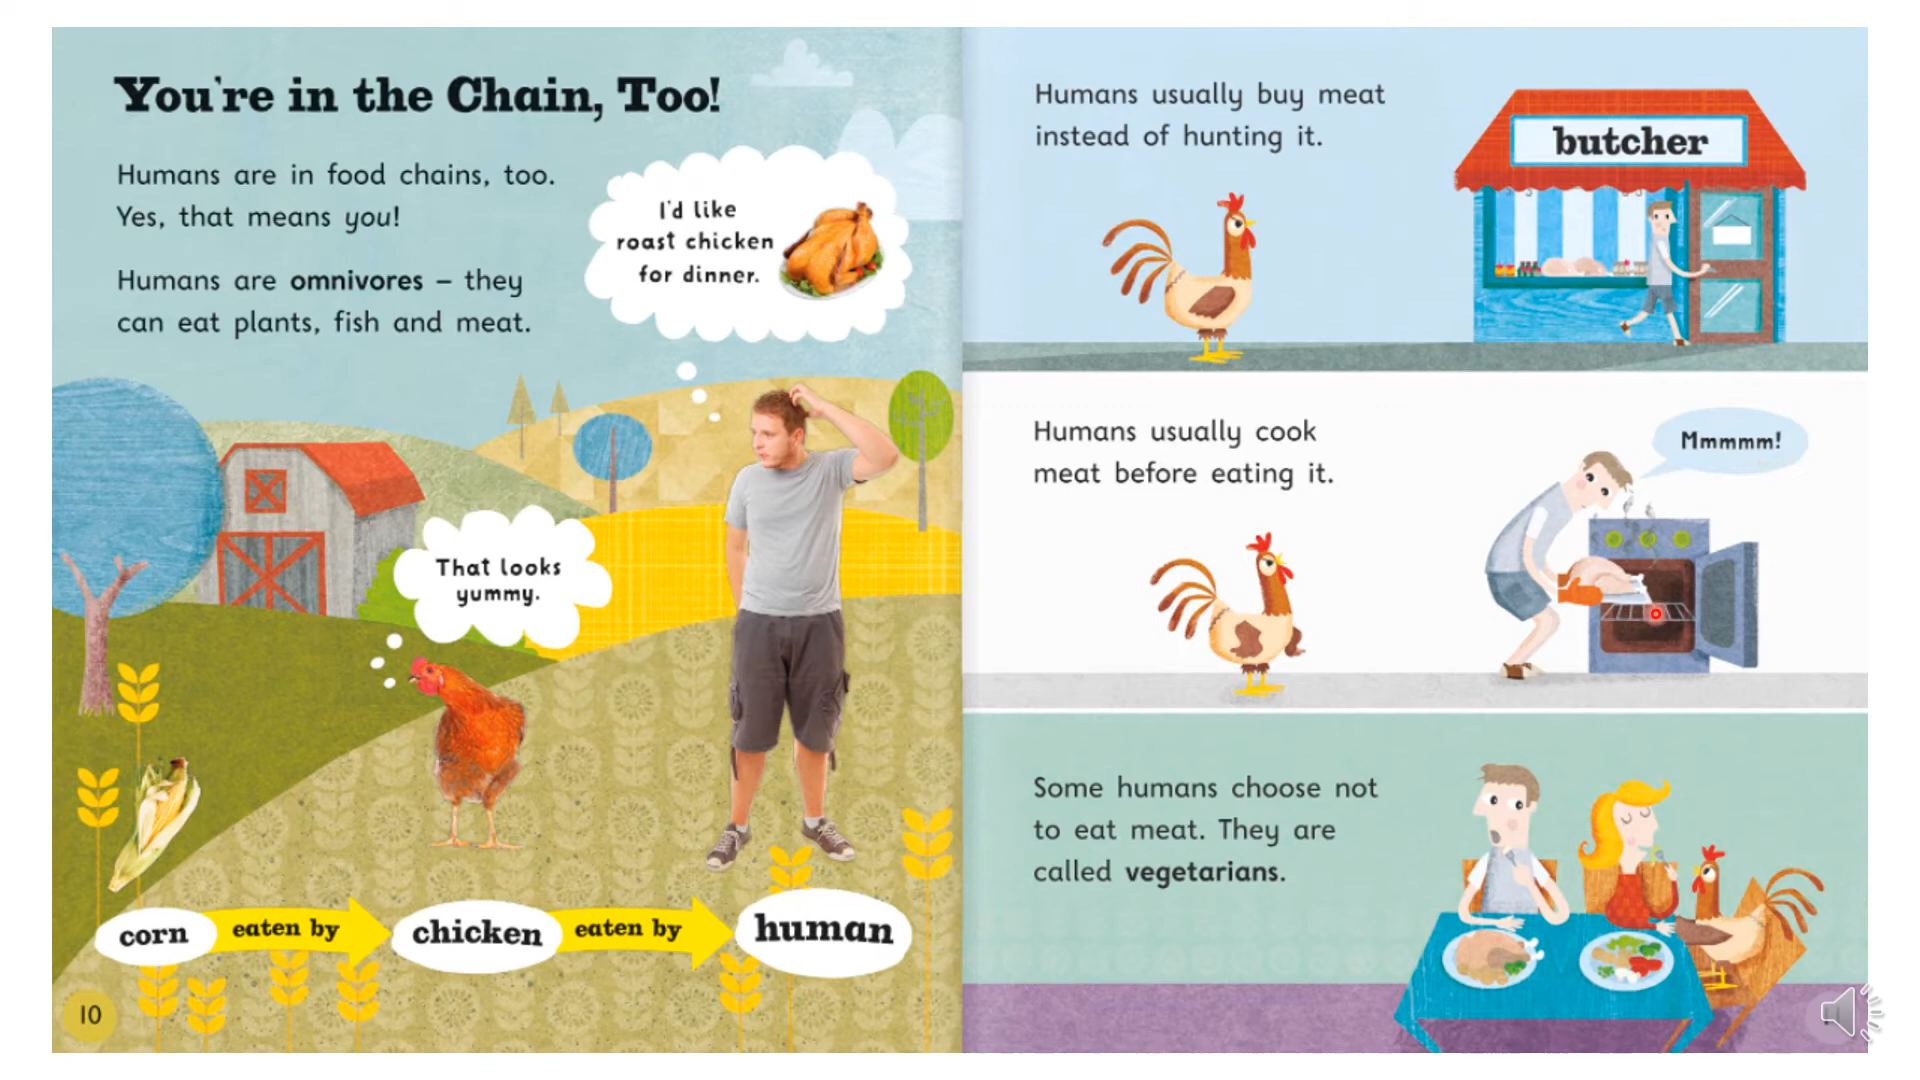 You're in the Chain, Too!
Humans are in food chains, too.
Yes, that means you!
Humans are omnivores – they
can eat plants, fish and meat.
I'd like
roast chicken
for dinner.
That looks
yummy.
corn eaten by chicken eaten by human
10
Humans usually buy meat
instead of hunting it.
butcher
Humans usually cook
meat before eating it.
Mmmmm!
Some humans choose not
to eat meat. They are
called vegetarians.